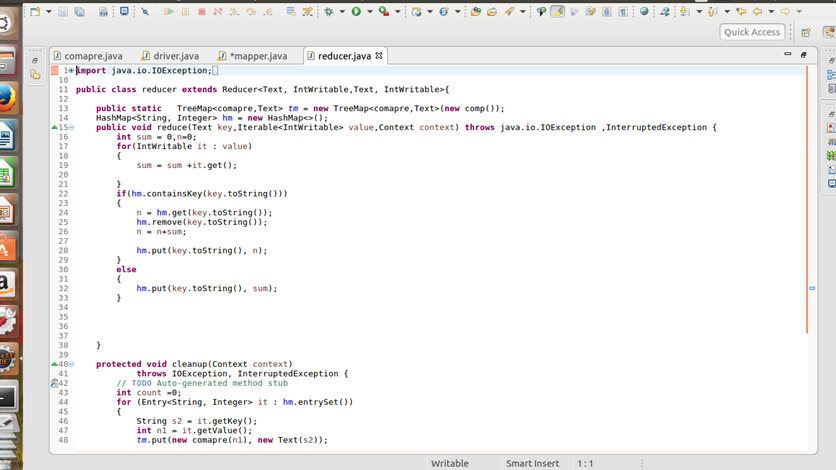 Quick Access
comapre.java
driver.java
*mapper.java
reducer.java
1 import java.io.IOException;
10
11 public class reducer extends Reducer<Text, IntWritable,Text, IntWritable>{
12
13 public static TreeMap<comapre,Text> tm = new TreeMap<comapre,Text>(new comp());
14 HashMap<String, Integer> hm = new HashMap<>();
15 public void reduce(Text key,Iterable<IntWritable> value,Context context) throws java.io.IOException ,InterruptedException {
16 int sum = 0,n=0;
17 for(IntWritable it : value)
18 {
19 sum = sum +it.get();
20
21 }
22 if(hm.containsKey(key.toString()))
23 {
24 n = hm.get(key.toString());
25 hm.remove(key.toString());
26 n = n+sum;
27
28 hm.put(key.toString(), n);
29 }
30 else
31 {
32 hm.put(key.toString(), sum);
33 }
34
35
36
37
38 }
39
40 protected void cleanup(Context context)
41 throws IOException, InterruptedException {
42 // TODO Auto-generated method stub
43 int count =0;
44 for (Entry<String, Integer> it : hm.entrySet())
45 {
46 String s2 = it.getKey();
47 int n1 = it.getValue();
48 tm.put(new comapre(n1), new Text(s2));
Writable
Smart Insert
1 : 1